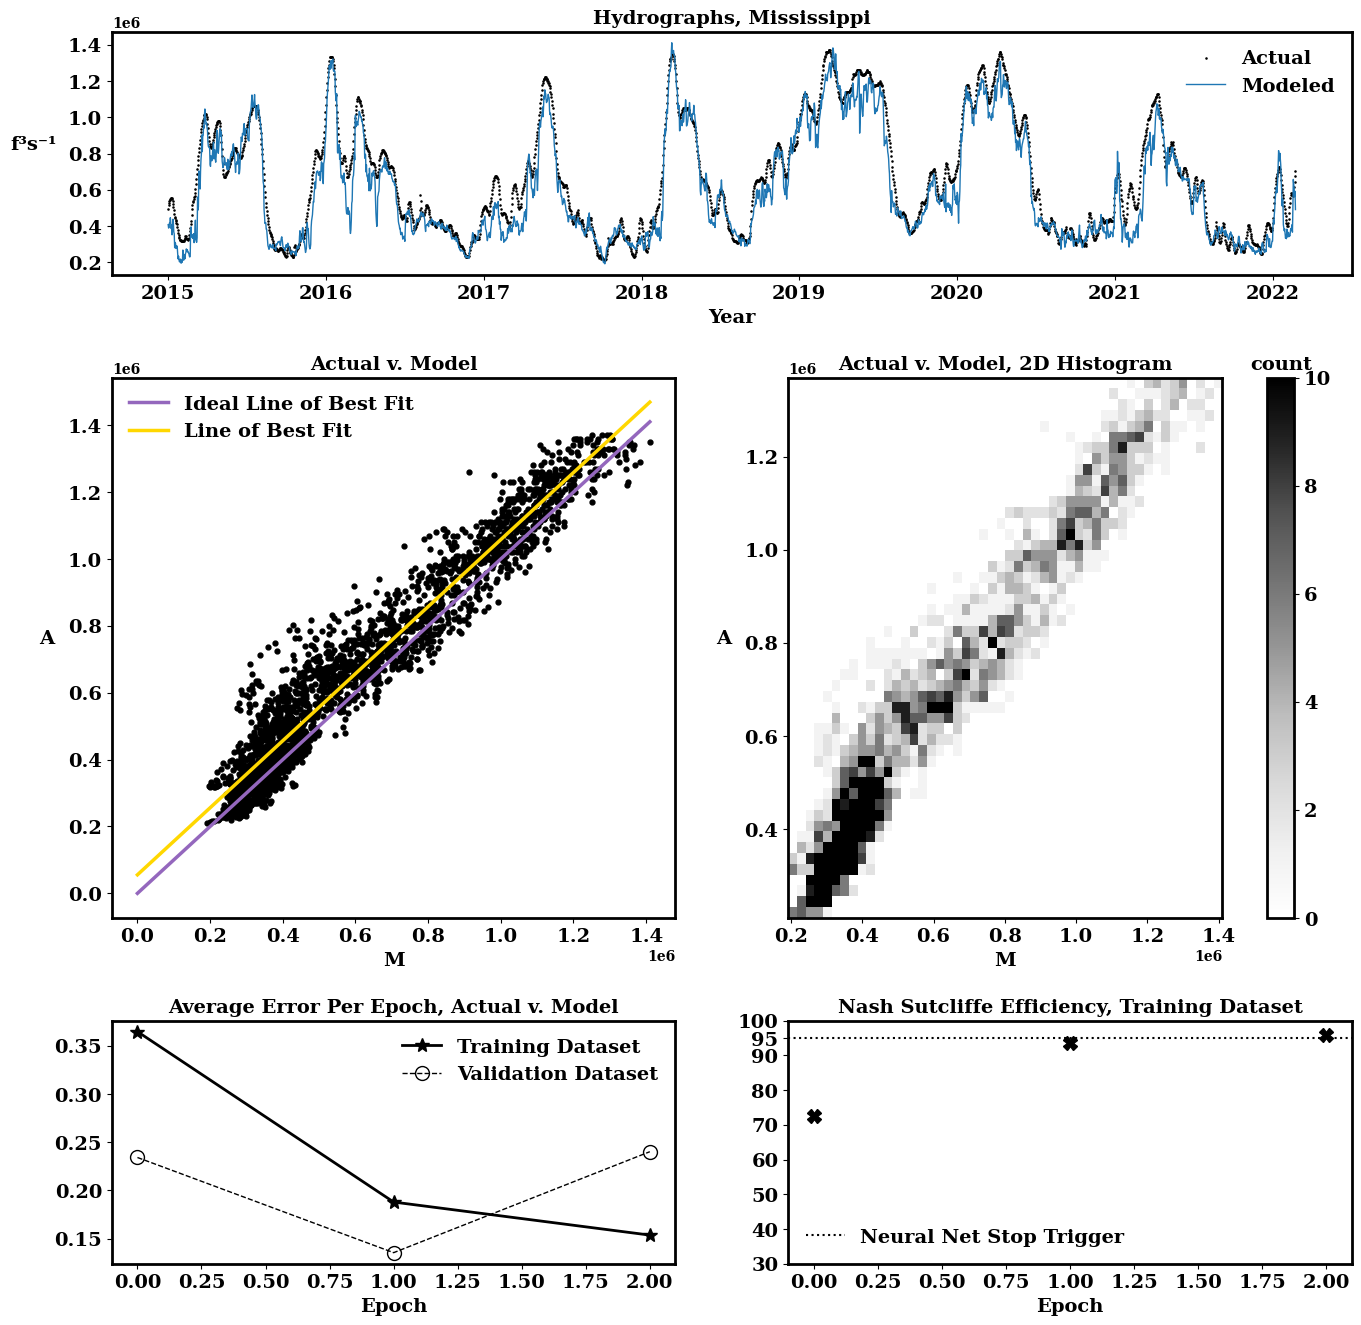 Hydrographs, Mississippi
1e6
1.4
1.2
1.0
0.8
0.6
0.4
0.2
f³s⁻¹
Actual
Modeled
2015 2016 2017 2018 2019 2020 2021 2022
Year
Actual v. Model
1e6
1.4
1.2
1.0
0.8
0.6
0.4
0.2
0.0
A
Ideal Line of Best Fit
Line of Best Fit
0.0 0.2 0.4 0.6 0.8 1.0 1.2 1.4
M
1e6
Actual v. Model, 2D Histogram
1e6
1.2
1.0
0.8
0.6
0.4
A
0.2 0.4 0.6 0.8 1.0 1.2 1.4
M
1e6
count
10
8
6
4
2
0
Average Error Per Epoch, Actual v. Model
0.35
0.30
0.25
0.20
0.15
Training Dataset
Validation Dataset
0.00 0.25 0.50 0.75 1.00 1.25 1.50 1.75 2.00
Epoch
Nash Sutcliffe Efficiency, Training Dataset
100
95
90
80
70
60
50
40
30
Neural Net Stop Trigger
0.00 0.25 0.50 0.75 1.00 1.25 1.50 1.75 2.00
Epoch